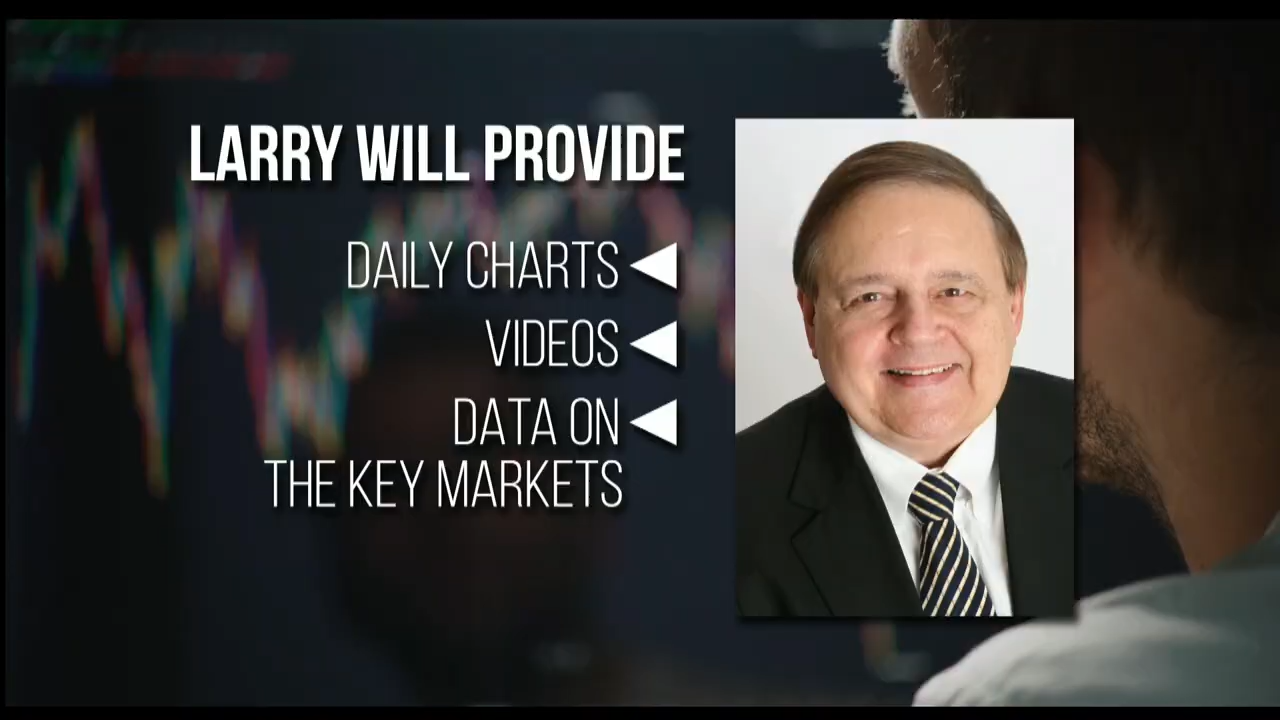 LARRY WILL PROVIDE
DAILY CHARTS
VIDEOS
DATA ON
THE KEY MARKETS